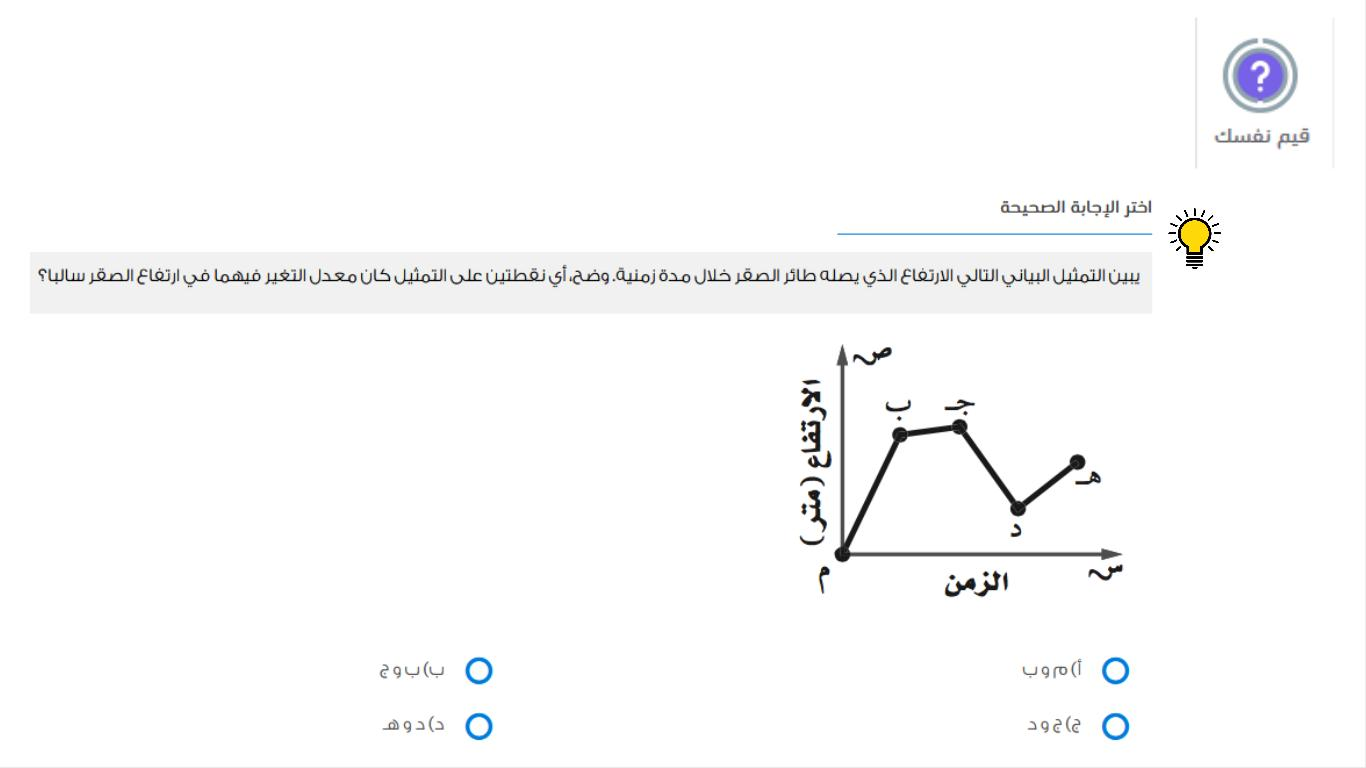 ?
قيم نفسك
اختر الإجابة الصحيحة
يبين التمثيل البياني التالي الارتفاع الذي يصله طائر الصقر خلال مدة زمنية. وضح، أي نقطتين على التمثيل كان معدل التغير فيهما في ارتفاع الصقر سالبا؟
ص
الارتفاع (متر)
ب
جـ
هـ
د
م
الزمن
س
أ) م و ب
ب) ب و ج
ج) ج و د
د) د و هـ